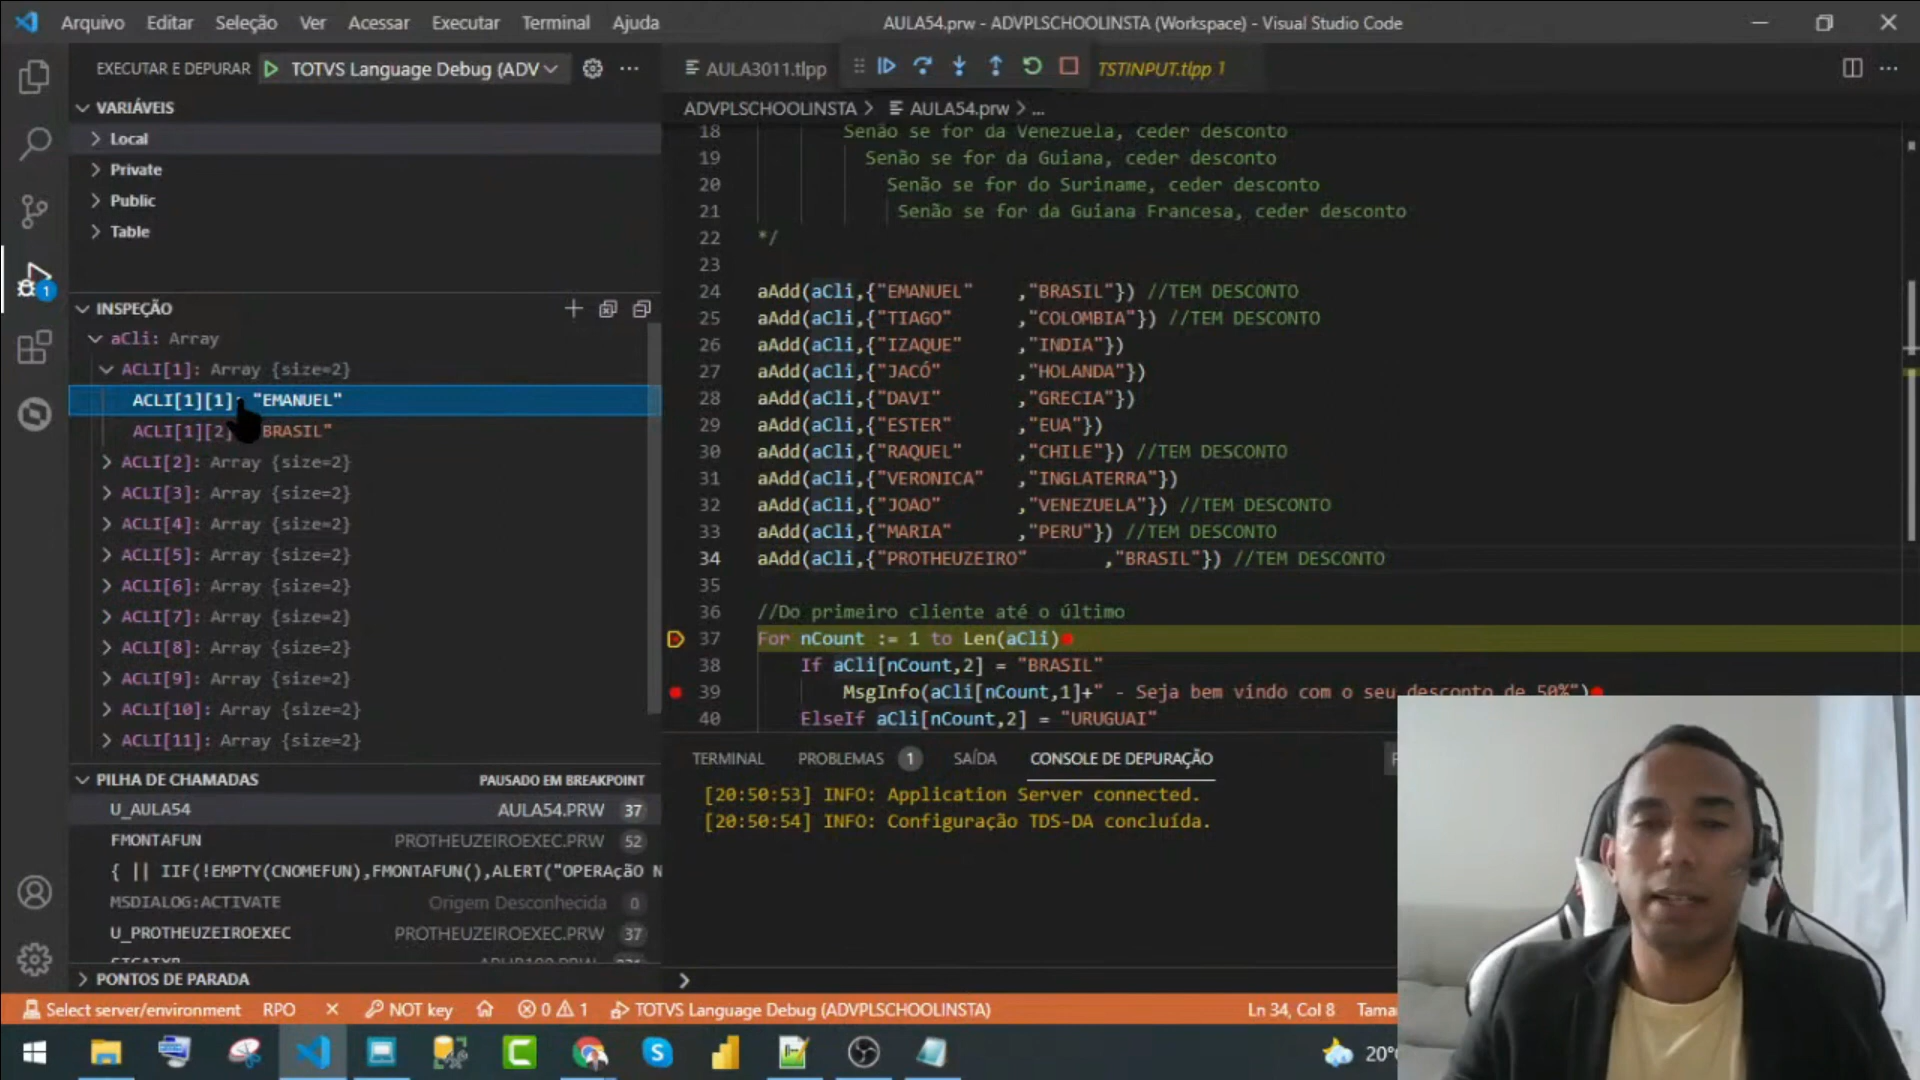 Arquivo Editar Seleção Ver Acessar Executar Terminal Ajuda
AULA54.prw - ADVPLSCHOOLINSTA (Workspace) - Visual Studio Code
EXECUTAR E DEPURAR TOTVS Language Debug (ADV
VARIÁVEIS
Local
Private
Public
Table
INSPEÇÃO
aCli: Array
ACLI[1]: Array {size=2}
ACLI[1][1]: "EMANUEL"
ACLI[1][2] BRASIL"
ACLI[2]: Array {size=2}
ACLI[3]: Array {size=2}
ACLI[4]: Array {size=2}
ACLI[5]: Array {size=2}
ACLI[6]: Array {size=2}
ACLI[7]: Array {size=2}
ACLI[8]: Array {size=2}
ACLI[9]: Array {size=2}
ACLI[10]: Array {size=2}
ACLI[11]: Array {size=2}
PILHA DE CHAMADAS PAUSADO EM BREAKPOINT
U_AULA54 AULA54.PRW 37
FMONTAFUN PROTHEUZEIROEXEC.PRW 52
{ || IIF(!EMPTY(CNOMEFUN),FMONTAFUN(),ALERT("OPERAçãO N
MSDIALOG:ACTIVATE Origem Desconhecida 0
U_PROTHEUZEIROEXEC PROTHEUZEIROEXEC.PRW 37
PONTOS DE PARADA
AULA3011.tlpp
TSTINPUT.tlpp 1
ADVPLSCHOOLINSTA > AULA54.prw > ...
18 Senão se for da Venezuela, ceder desconto
19 Senão se for da Guiana, ceder desconto
20 Senão se for do Suriname, ceder desconto
21 Senão se for da Guiana Francesa, ceder desconto
22 */
23
24 aAdd(aCli,{"EMANUEL" ,"BRASIL"}) //TEM DESCONTO
25 aAdd(aCli,{"TIAGO" ,"COLOMBIA"}) //TEM DESCONTO
26 aAdd(aCli,{"IZAQUE" ,"INDIA"})
27 aAdd(aCli,{"JACÓ" ,"HOLANDA"})
28 aAdd(aCli,{"DAVI" ,"GRECIA"})
29 aAdd(aCli,{"ESTER" ,"EUA"})
30 aAdd(aCli,{"RAQUEL" ,"CHILE"}) //TEM DESCONTO
31 aAdd(aCli,{"VERONICA" ,"INGLATERRA"})
32 aAdd(aCli,{"JOAO" ,"VENEZUELA"}) //TEM DESCONTO
33 aAdd(aCli,{"MARIA" ,"PERU"}) //TEM DESCONTO
34 aAdd(aCli,{"PROTHEUZEIRO" ,"BRASIL"}) //TEM DESCONTO
35
36 //Do primeiro cliente até o último
37 For nCount := 1 to Len(aCli)
38 If aCli[nCount,2] = "BRASIL"
39 MsgInfo(aCli[nCount,1]+" - Seja bem vindo com o seu desconto de 50%")
40 ElseIf aCli[nCount,2] = "URUGUAI"
TERMINAL PROBLEMAS 1 SAÍDA CONSOLE DE DEPURAÇÃO
[20:50:53] INFO: Application Server connected.
[20:50:54] INFO: Configuração TDS-DA concluída.
Select server/environment RPO NOT key 0 1 TOTVS Language Debug (ADVPLSCHOOLINSTA) Ln 34, Col 8
20°